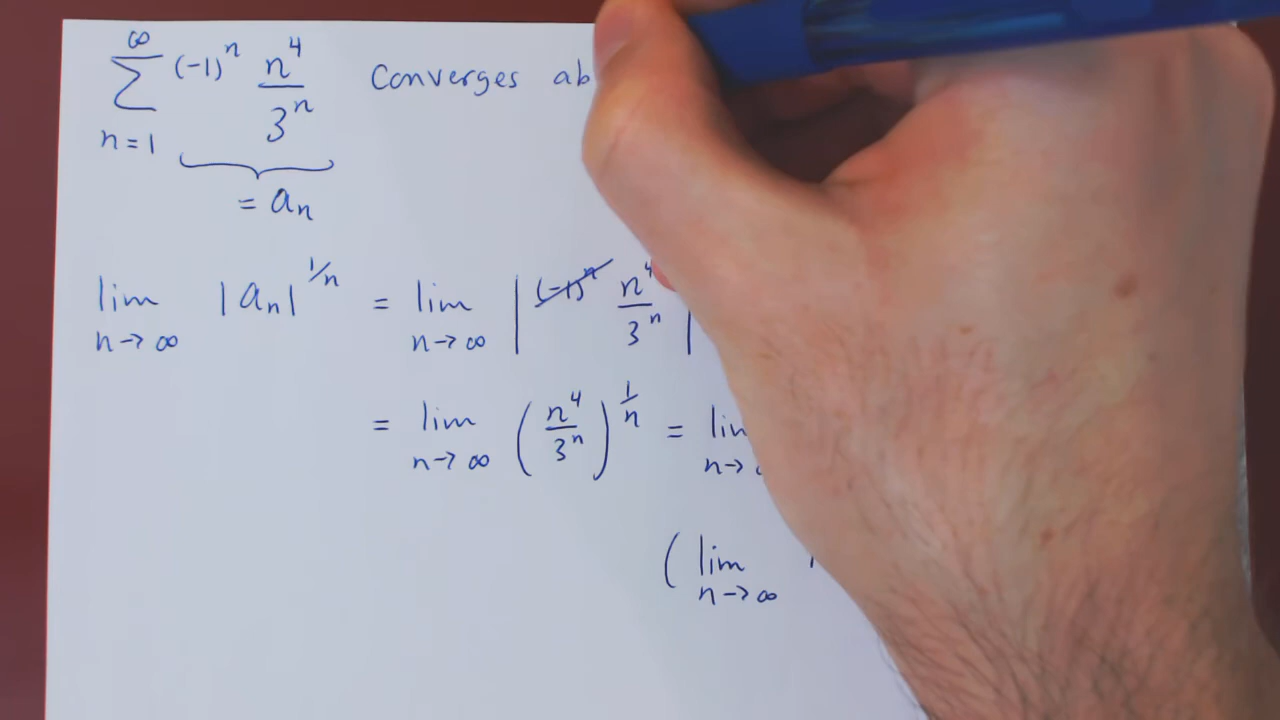 ∞
∑ (-1)^n n^4/3^n Converges ab
n=1
= a_n
lim |a_n|^{1/n} = lim |(-1)^n n^4/3^n|
n→∞ n→∞
= lim (n^4/3^n)^{1/n} = lim
n→∞ n→
(lim
n→∞